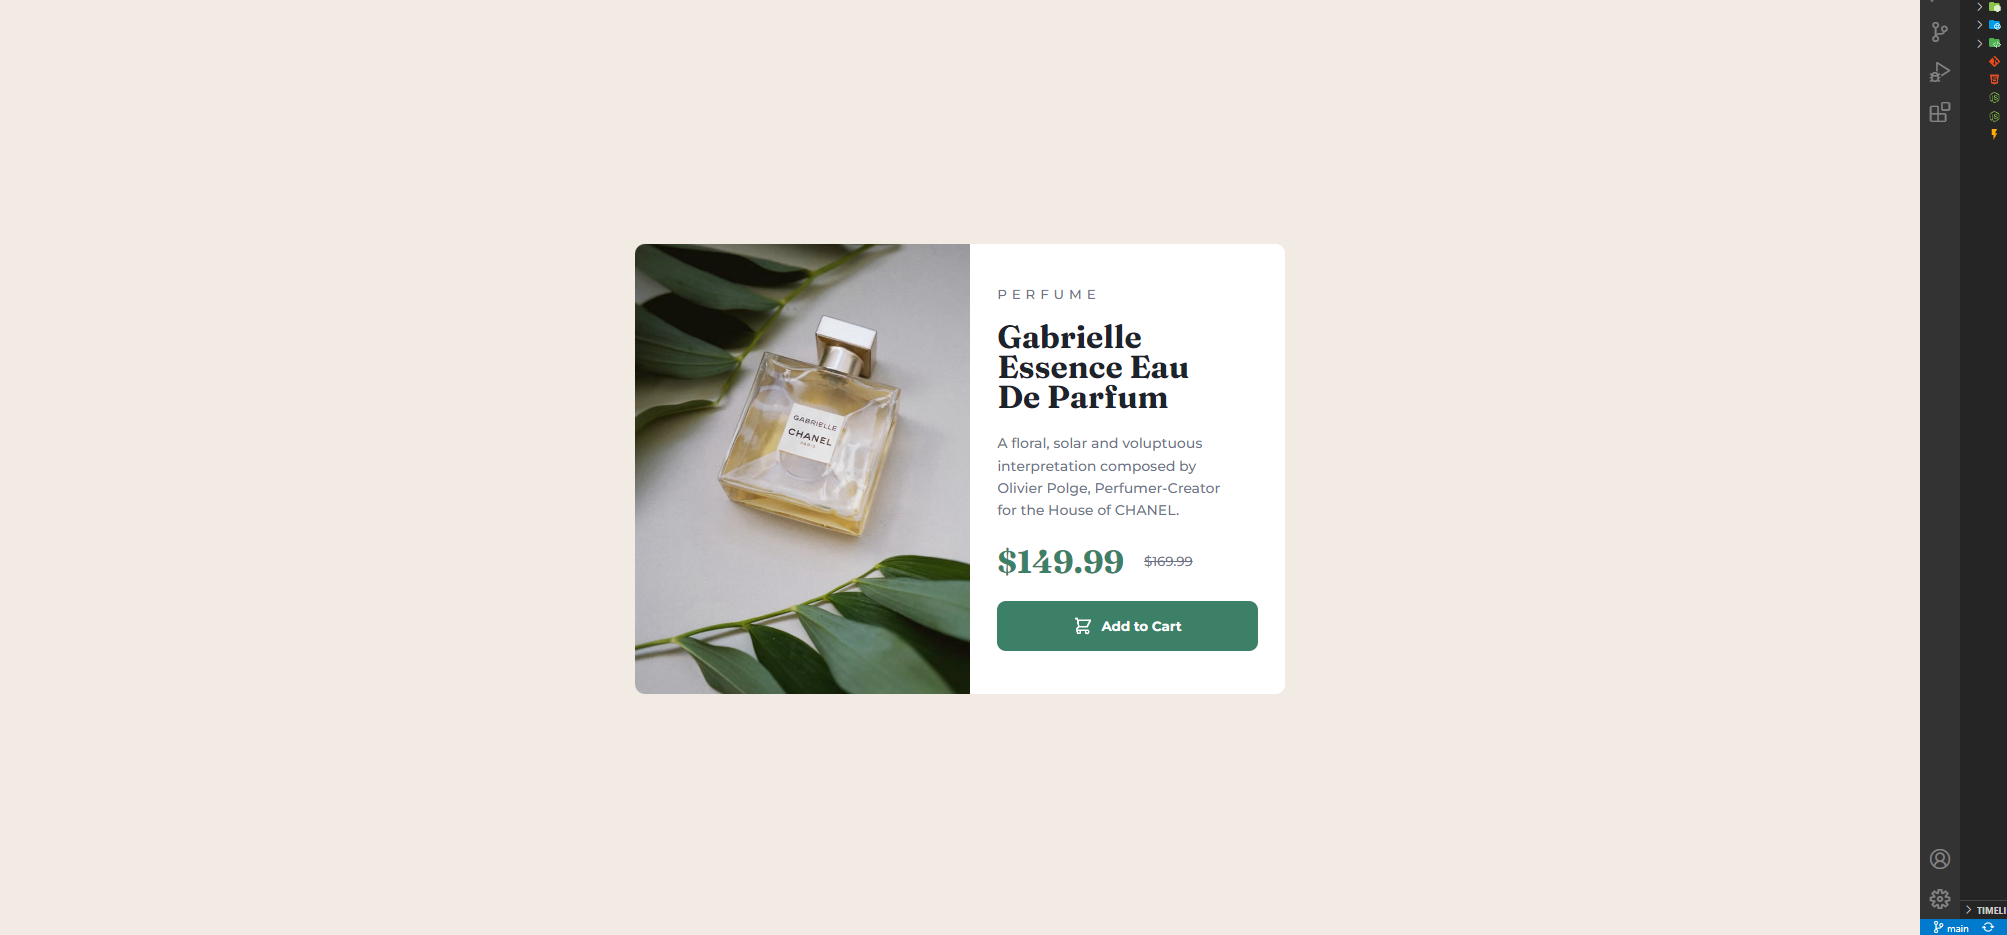 GABRIELLE
CHANEL
PARIS
PERFUME
Gabrielle
Essence Eau
De Parfum
A floral, solar and voluptuous
interpretation composed by
Olivier Polge, Perfumer-Creator
for the House of CHANEL.
$149.99 $169.99
Add to Cart
TIMELI
main